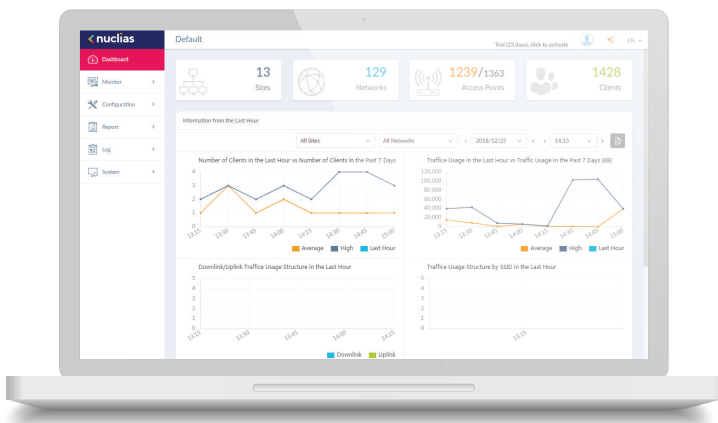 nuclias
Default
Trial (23 days), click to activate
EN
Dashboard
Monitor
Configuration
Report
Log
System
13
Sites
129
Networks
1239/1363
Access Points
1428
Clients
Information from the Last Hour
All Sites
All Networks
2018/12/25
14:15
Number of Clients in the Last Hour vs Number of Clients in the Past 7 Days
4
3
2
1
0
13:15 13:30 13:45 14:00 14:15 14:30 14:45 15:00
Average High Last Hour
Traffice Usage in the Last Hour vs Traffic Usage in the Past 7 Days (KB)
120,000
100,000
80,000
60,000
40,000
20,000
0
13:15 13:30 13:45 14:00 14:15 14:30 14:45 15:00
Average High Last Hour
Downlink/Uplink Traffice Usage Structure in the Last Hour
5
4
3
2
1
0
13:15 13:30 13:45 14:00 14:15
Downlink Uplink
Traffice Usage Structure by SSID in the Last Hour
5
4
3
2
1
0
13:15